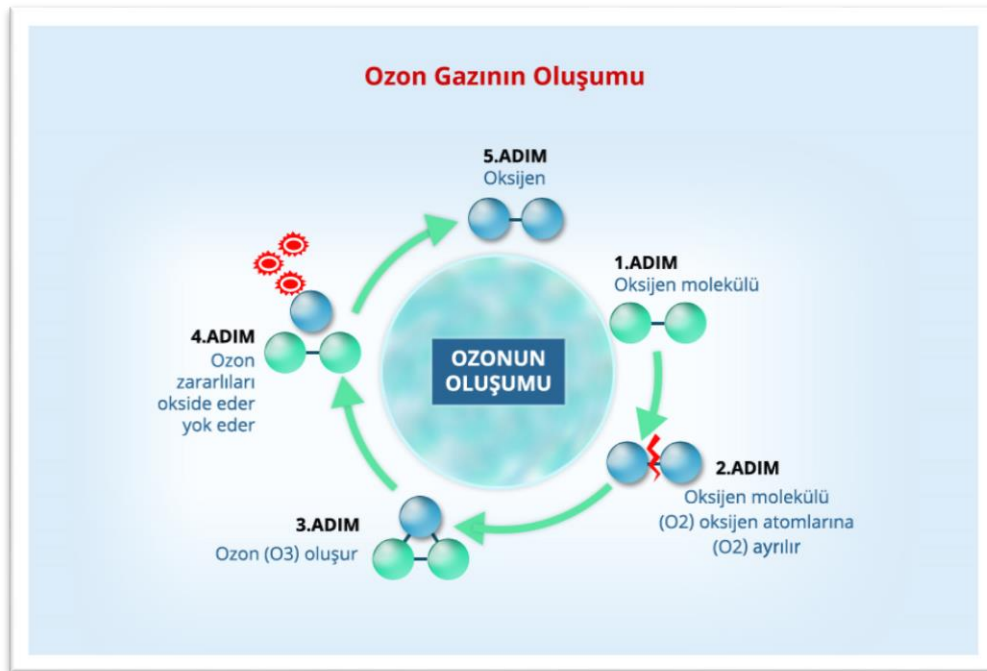 Ozon Gazının Oluşumu
5.ADIM
Oksijen
1.ADIM
Oksijen molekülü
4.ADIM
Ozon
zararlıları
okside eder
yok eder
OZONUN
OLUŞUMU
2.ADIM
Oksijen molekülü
(O2) oksijen atomlarına
(O2) ayrılır
3.ADIM
Ozon (O3) oluşur